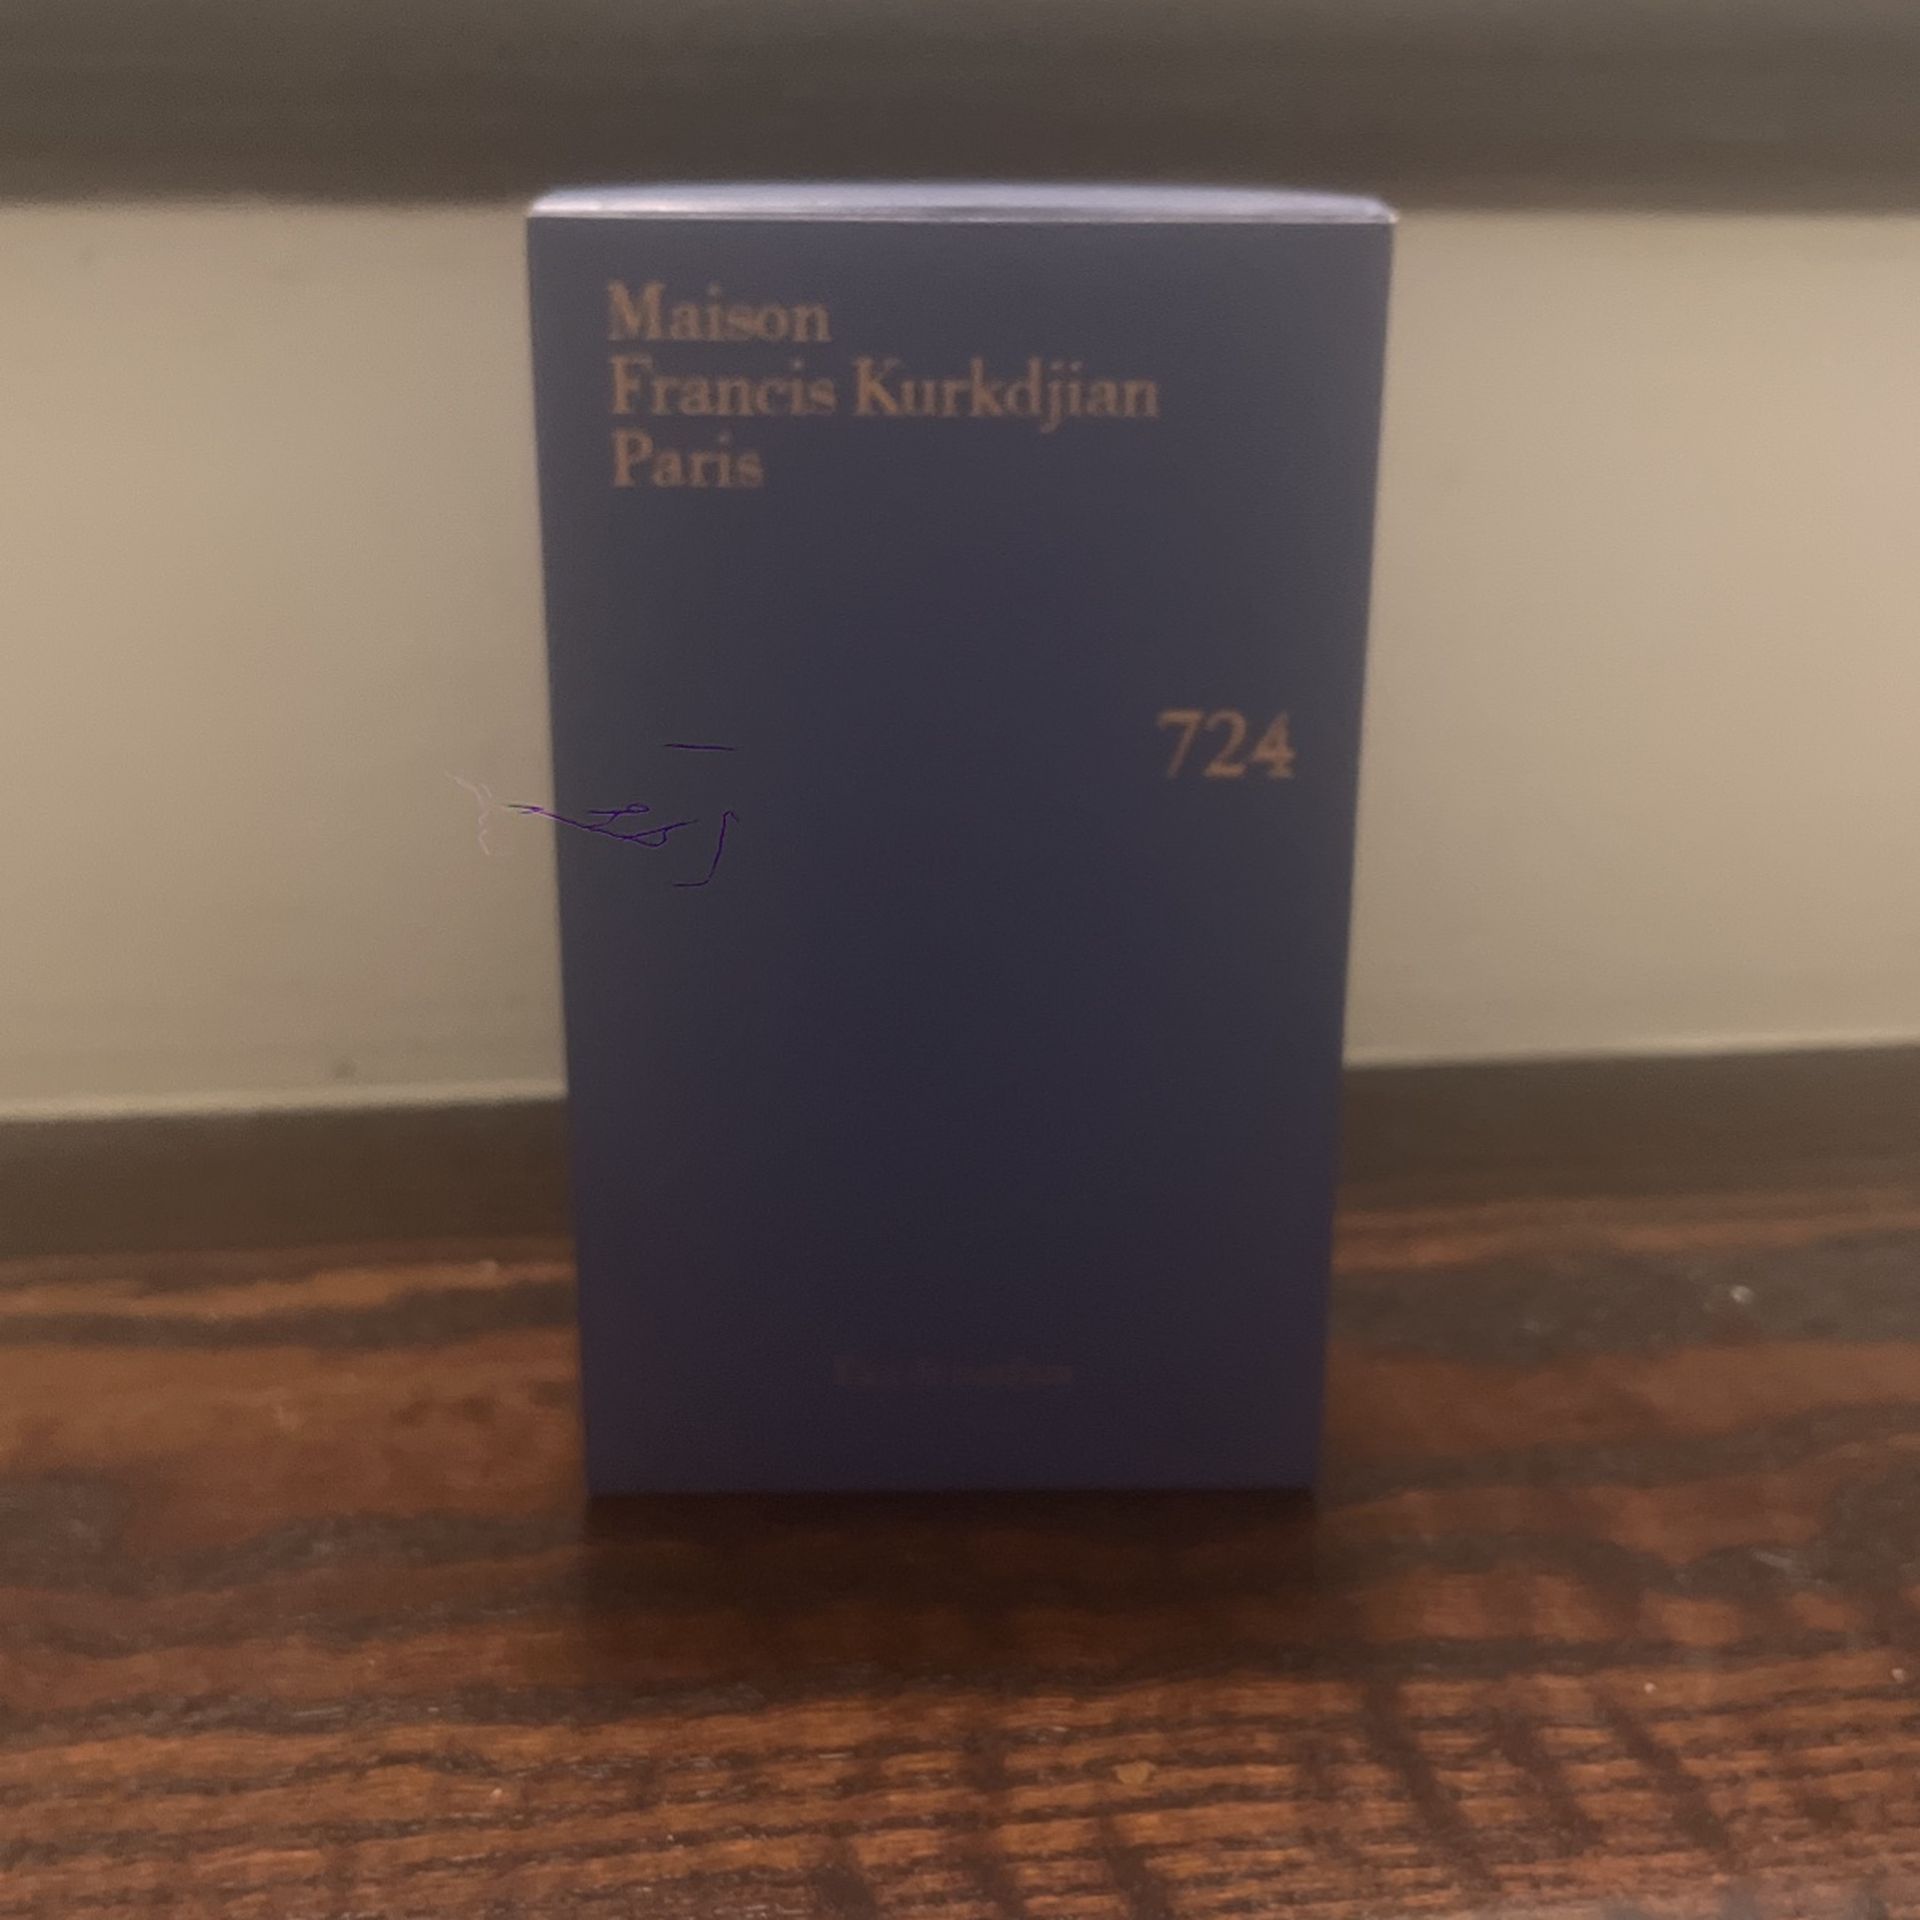 Maison
Francis Kurkdjian
Paris
724